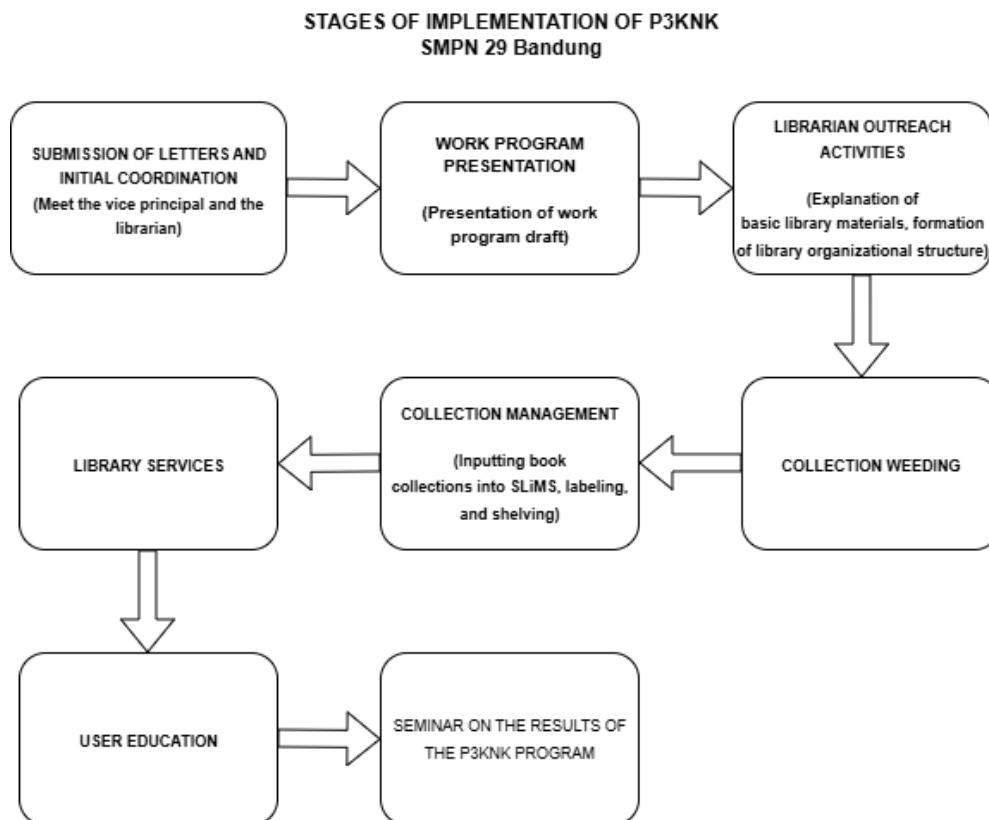 STAGES OF IMPLEMENTATION OF P3KNK
SMPN 29 Bandung
SUBMISSION OF LETTERS AND
INITIAL COORDINATION
(Meet the vice principal and the
librarian)
WORK PROGRAM
PRESENTATION
(Presentation of work
program draft)
LIBRARIAN OUTREACH
ACTIVITIES
(Explanation of
basic library materials, formation
of library organizational structure)
COLLECTION WEEDING
COLLECTION MANAGEMENT
(Inputting book
collections into SLiMS, labeling,
and shelving)
LIBRARY SERVICES
USER EDUCATION
SEMINAR ON THE RESULTS OF
THE P3KNK PROGRAM